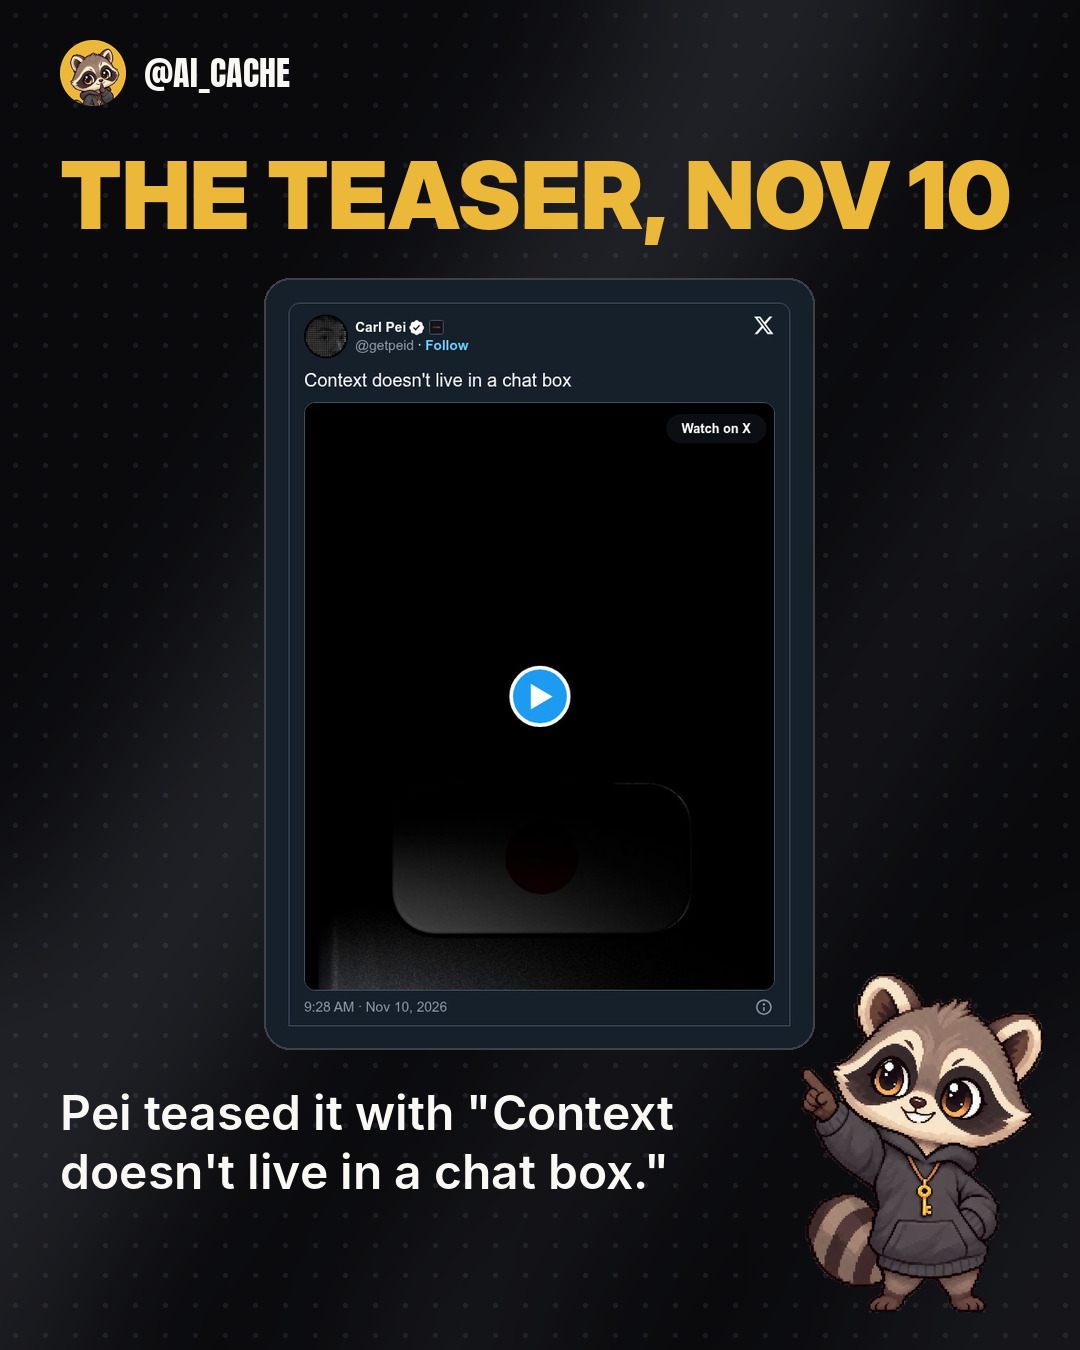 @AI_CACHE
THE TEASER, NOV 10
Carl Pei
@getpeid · Follow
Context doesn't live in a chat box
Watch on X
9:28 AM · Nov 10, 2026
Pei teased it with "Context
doesn't live in a chat box."